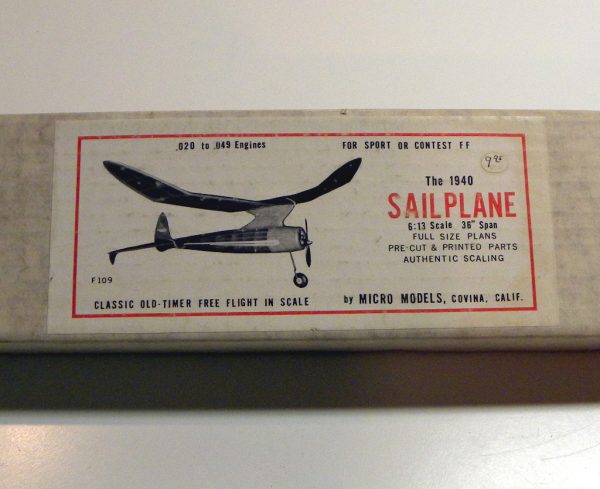 .020 to .049 Engines
FOR SPORT OR CONTEST FF
9 95
The 1940
SAILPLANE
6:13 Scale 36" Span
FULL SIZE PLANS
PRE-CUT & PRINTED PARTS
AUTHENTIC SCALING
F109
CLASSIC OLD-TIMER FREE FLIGHT IN SCALE
by MICRO MODELS, COVINA, CALIF.